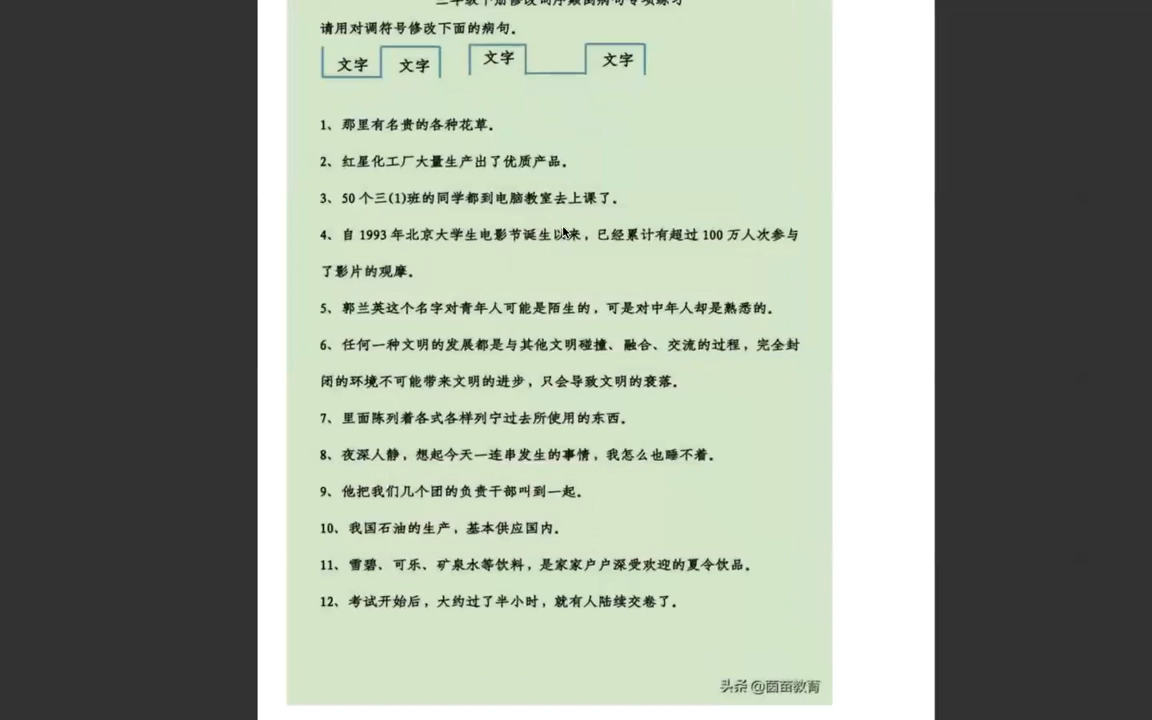 请用对调符号修改下面的病句。
文字 文字 文字 文字
1、那里有名贵的各种花草。
2、红星化工厂大量生产出了优质产品。
3、50 个三(1)班的同学都到电脑教室去上课了。
4、自 1993 年北京大学生电影节诞生以来，已经累计有超过 100 万人次参与
了影片的观摩。
5、郭兰英这个名字对青年人可能是陌生的，可是对中年人却是熟悉的。
6、任何一种文明的发展都是与其他文明碰撞、融合、交流的过程，完全封
闭的环境不可能带来文明的进步，只会导致文明的衰落。
7、里面陈列着各式各样列宁过去所使用的东西。
8、夜深人静，想起今天一连串发生的事情，我怎么也睡不着。
9、他把我们几个团的负责干部叫到一起。
10、我国石油的生产，基本供应国内。
11、雪碧、可乐、矿泉水等饮料，是家家户户深受欢迎的夏令饮品。
12、考试开始后，大约过了半小时，就有人陆续交卷了。
头条 @茵苗教育